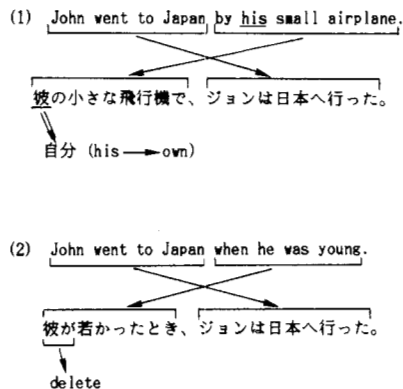 (1) John went to Japan by his small airplane.
彼の小さな飛行機で、ジョンは日本へ行った。
自分 (his → own)
(2) John went to Japan when he was young.
彼が若かったとき、ジョンは日本へ行った。
delete